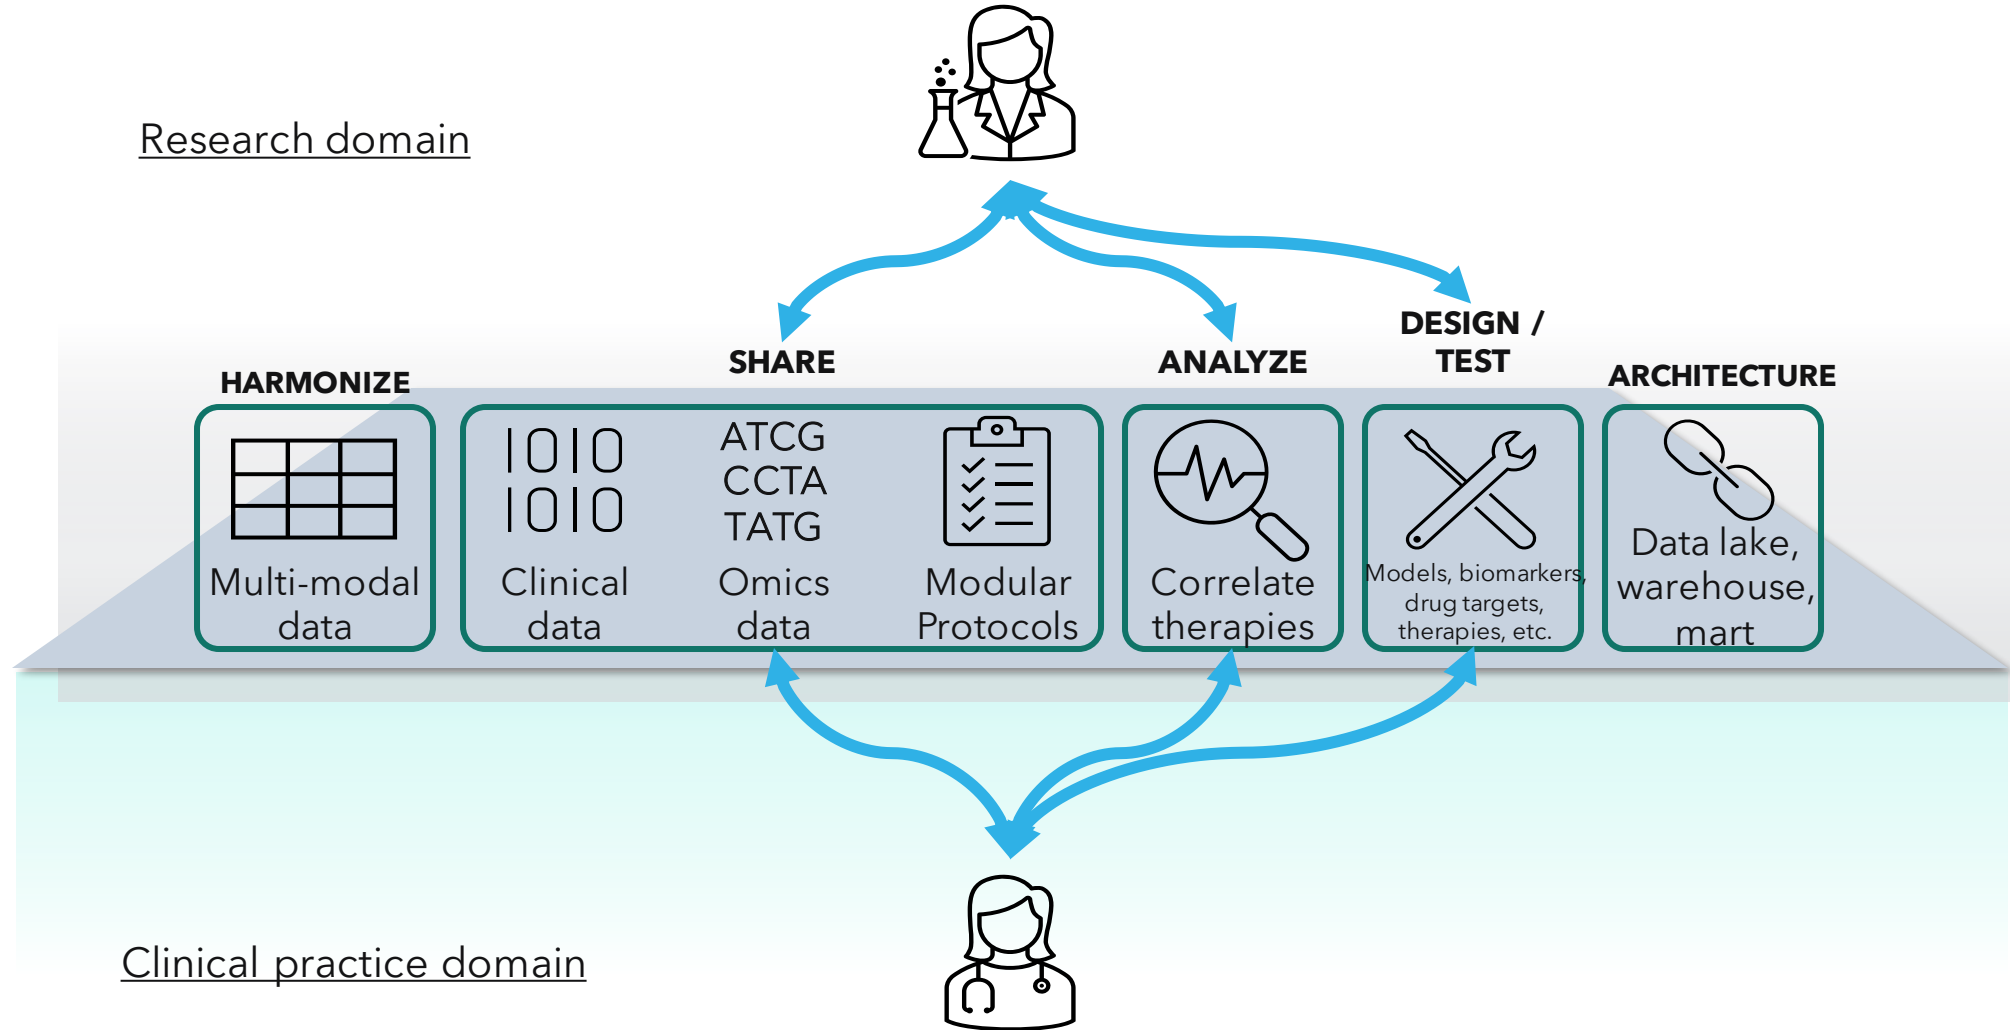 Research domain
HARMONIZE
SHARE
ANALYZE
DESIGN /
TEST
ARCHITECTURE
Multi-modal
data
1010
1010
Clinical
data
ATCG
CCTA
TATG
Omics
data
Modular
Protocols
Correlate
therapies
Models, biomarkers,
drug targets,
therapies, etc.
Data lake,
warehouse,
mart
Clinical practice domain